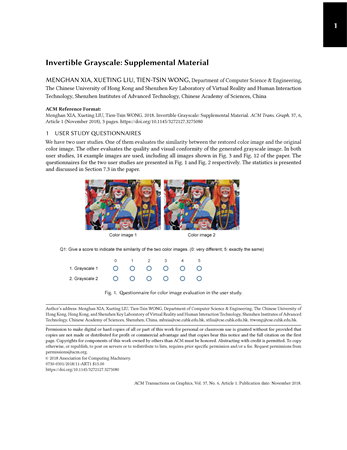 1
Invertible Grayscale: Supplemental Material
MENGHAN XIA, XUETING LIU, TIEN-TSIN WONG, Department of Computer Science & Engineering,
The Chinese University of Hong Kong and Shenzhen Key Laboratory of Virtual Reality and Human Interaction
Technology, Shenzhen Institutes of Advanced Technology, Chinese Academy of Sciences, China
ACM Reference Format:
Menghan Xia, Xueting LIU, Tien-Tsin Wong. 2018. Invertible Grayscale: Supplemental Material. ACM Trans. Graph. 37, 6,
Article 1 (November 2018), 3 pages. https://doi.org/10.1145/3272127.3275080
1 USER STUDY QUESTIONNAIRES
We have two user studies. One of them evaluates the similarity between the restored color image and the original
color image. The other evaluates the quality and visual conformity of the generated grayscale image. In both
user studies, 14 example images are used, including all images shown in Fig. 3 and Fig. 12 of the paper. The
questionnaires for the two user studies are presented in Fig. 1 and Fig. 2 respectively. The statistics is presented
and discussed in Section 7.3 in the paper.
Color image 1 Color image 2
Q1: Give a score to indicate the similarity of the two color images. (0: very different; 5: exactly the same)
0 1 2 3 4 5
1. Grayscale 1
2. Grayscale 2
Fig. 1. Questionnaire for color image evaluation in the user study.
Author's address: Menghan XIA, Xueting LIU, Tien-Tsin WONG, Department of Computer Science & Engineering, The Chinese University of
Hong Kong, Hong Kong, and Shenzhen Key Laboratory of Virtual Reality and Human Interaction Technology, Shenzhen Institutes of Advanced
Technology, Chinese Academy of Sciences, Shenzhen, China,
Permission to make digital or hard copies of all or part of this work for personal or classroom use is granted without fee provided that
copies are not made or distributed for profit or commercial advantage and that copies bear this notice and the full citation on the first
page. Copyrights for components of this work owned by others than ACM must be honored. Abstracting with credit is permitted. To copy
otherwise, or republish, to post on servers or to redistribute to lists, requires prior specific permission and/or a fee. Request permissions from
permissions@acm.org.
© 2018 Association for Computing Machinery.
0730-0301/2018/11-ART1 $15.00
https://doi.org/10.1145/3272127.3275080
ACM Transactions on Graphics, Vol. 37, No. 6, Article 1. Publication date: November 2018.